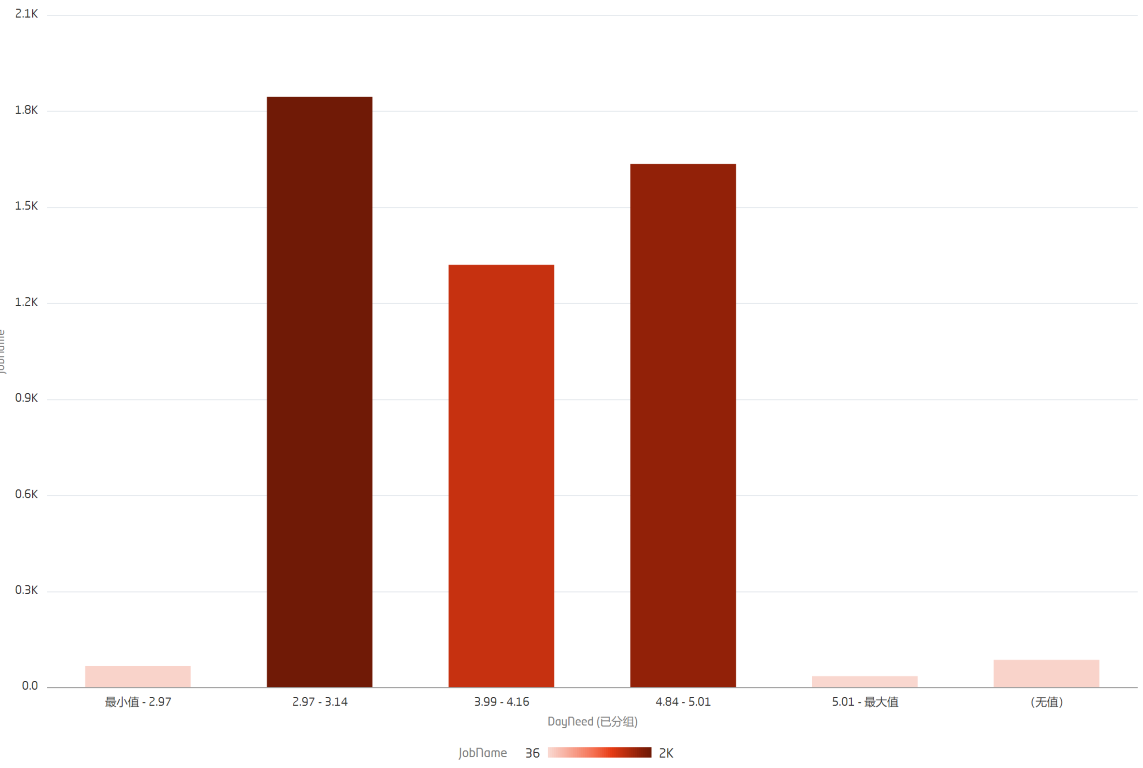 2.1K
1.8K
1.5K
1.2K
0.9K
0.6K
0.3K
0.0
JobName
最小值 - 2.97
2.97 - 3.14
3.99 - 4.16
4.84 - 5.01
5.01 - 最大值
(无值)
DayNeed (已分组)
JobName 36 2K